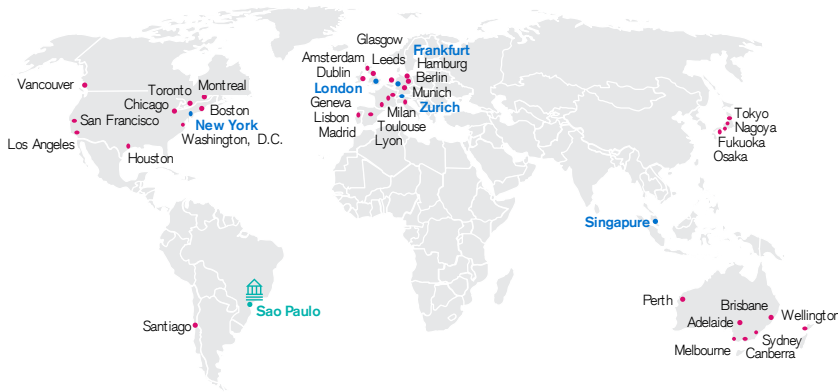 Glasgow
Frankfurt
Amsterdam
Leeds
Hamburg
Dublin
Berlin
London
Munich
Geneva
Zurich
Lisbon
Milan
Madrid
Toulouse
Lyon
Vancouver
Toronto
Montreal
Chicago
Boston
San Francisco
New York
Los Angeles
Washington, D.C.
Houston
Tokyo
Nagoya
Fukuoka
Osaka
Singapure
Sao Paulo
Santiago
Perth
Brisbane
Wellington
Adelaide
Sydney
Melbourne
Canberra